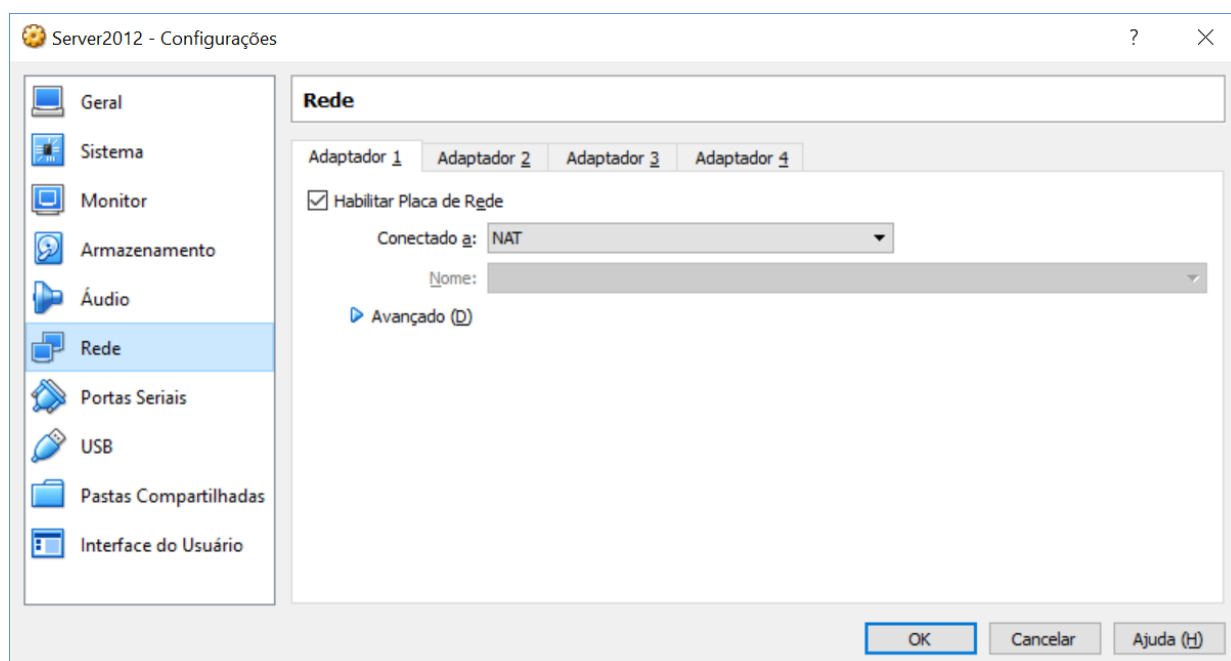 Server2012 - Configurações ?
Geral
Sistema
Monitor
Armazenamento
Áudio
Rede
Portas Seriais
USB
Pastas Compartilhadas
Interface do Usuário
Rede
Adaptador 1 Adaptador 2 Adaptador 3 Adaptador 4
Habilitar Placa de Rede
Conectado a: NAT
Nome:
Avançado (D)
OK Cancelar Ajuda (H)